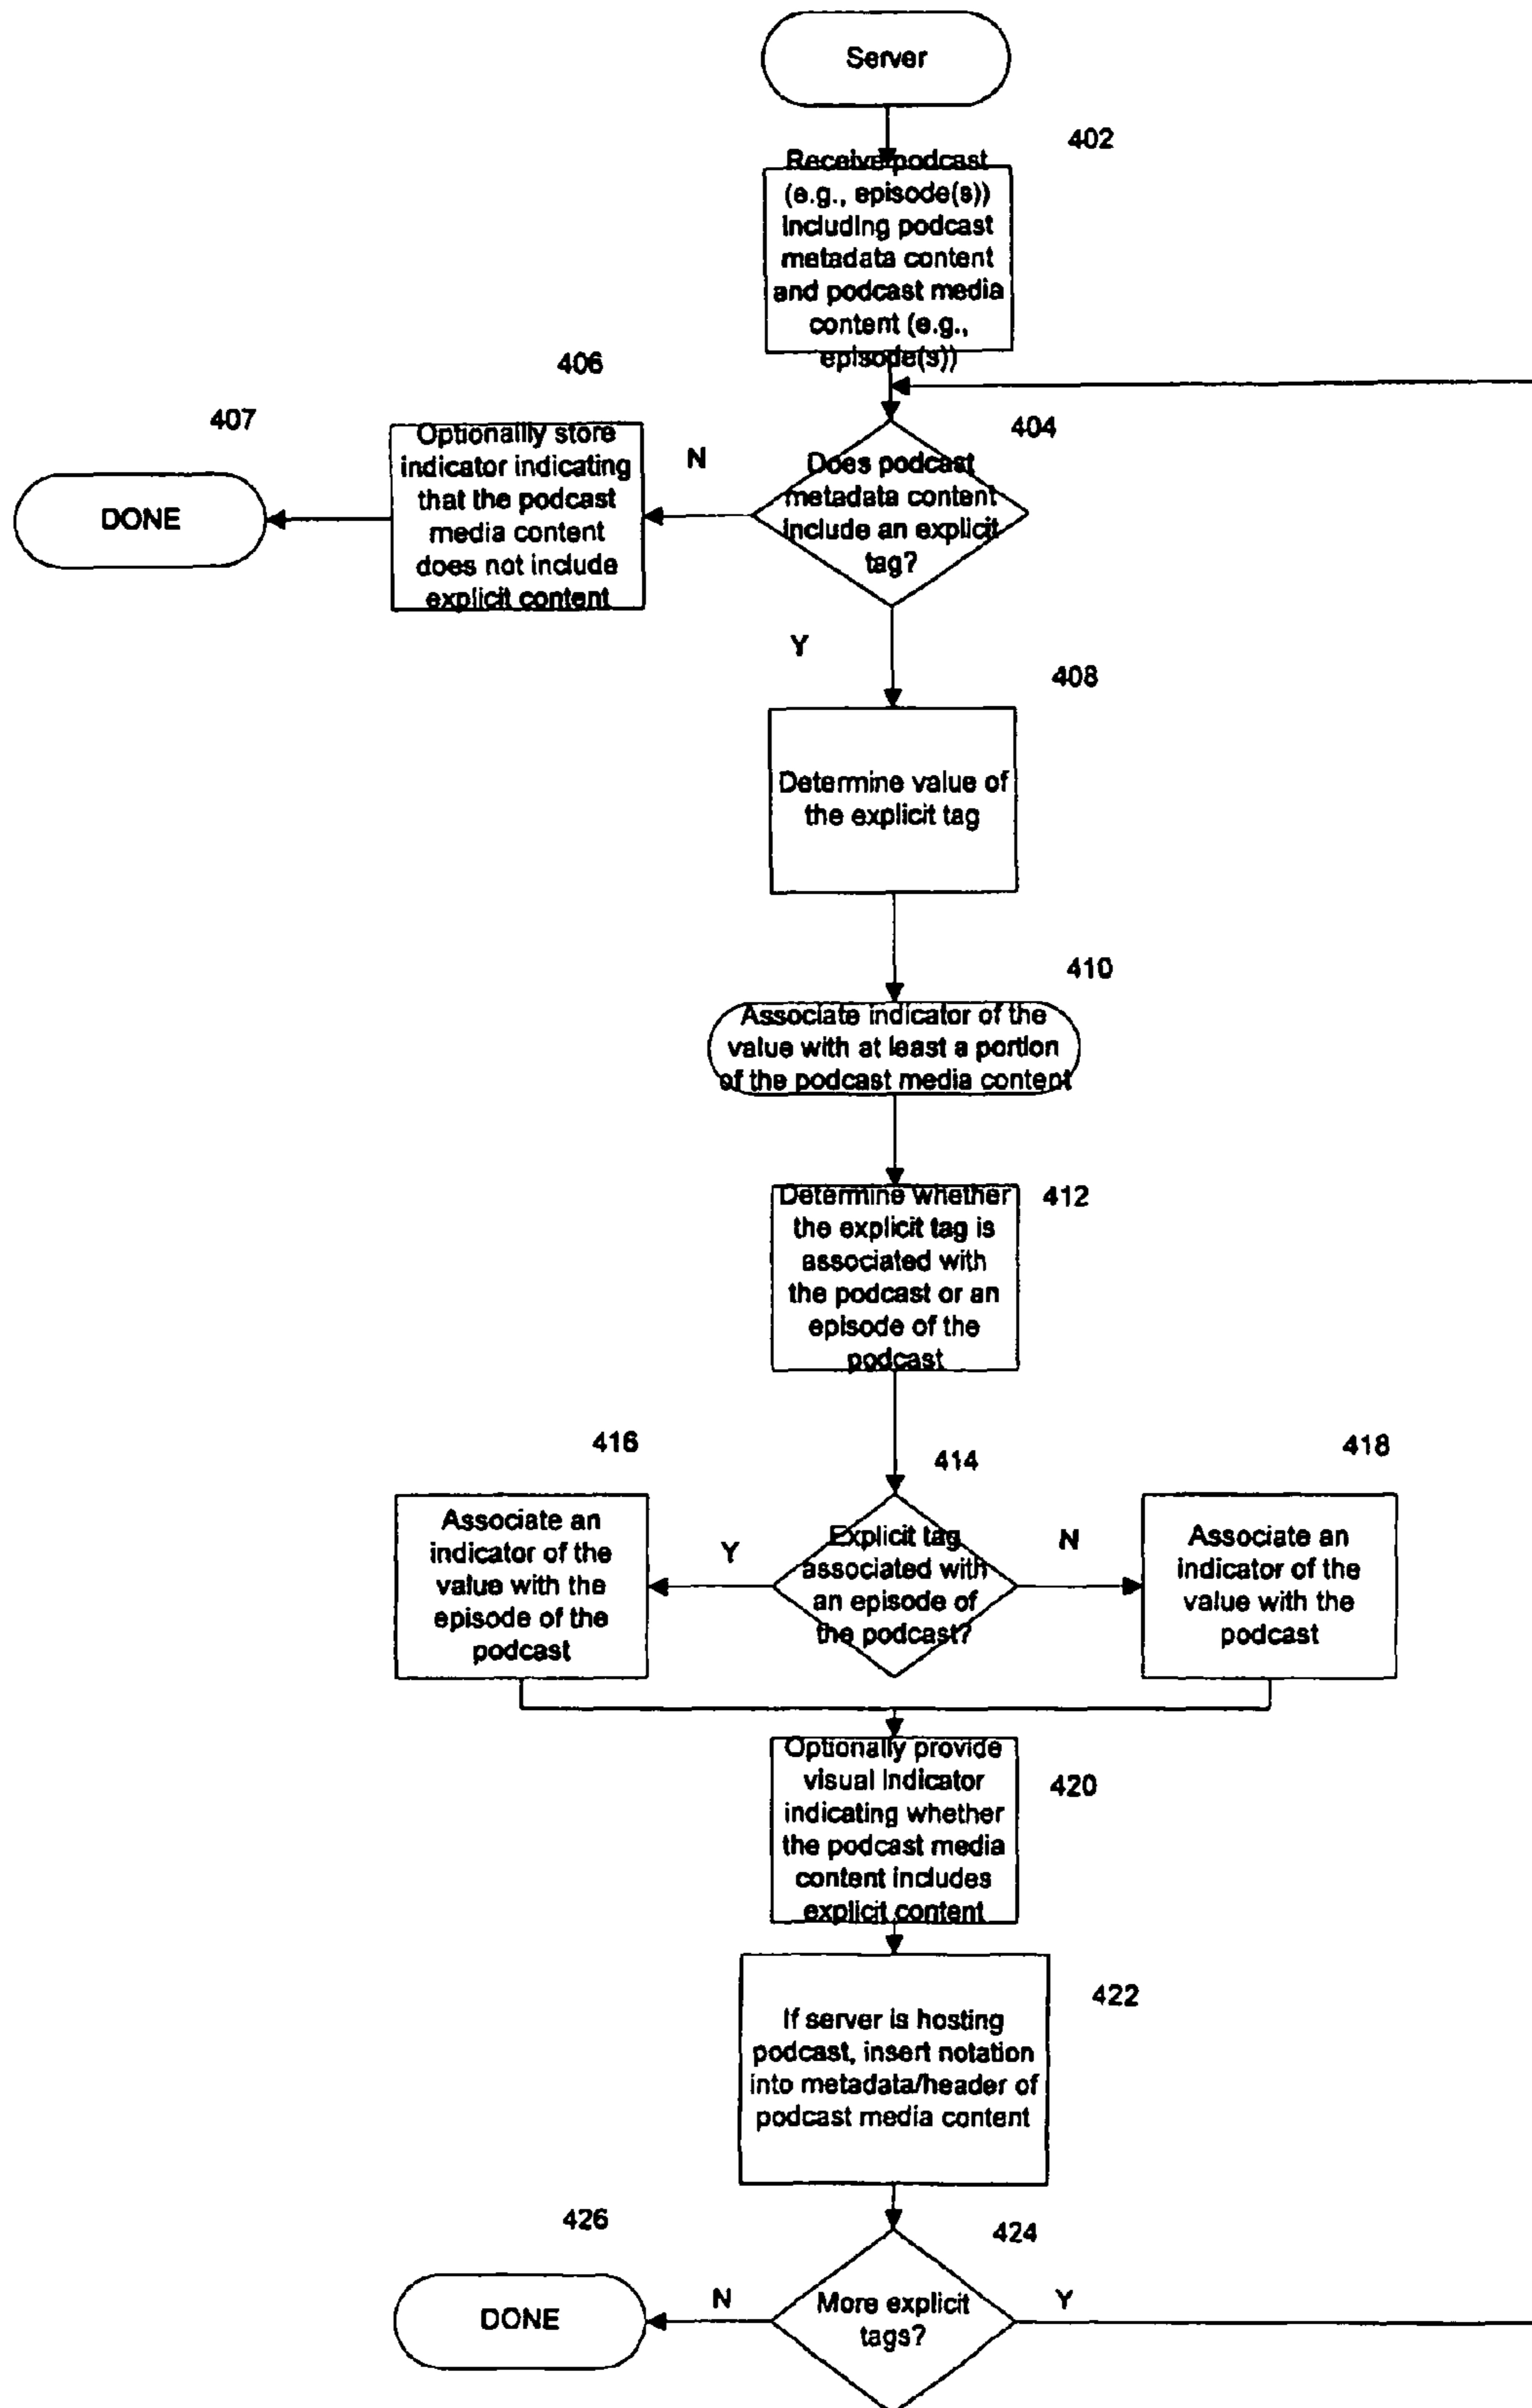 Server
402
Receive podcast
(e.g., episode(s))
including podcast
metadata content
and podcast media
content (e.g.,
episode(s))
406
407
404
Optionally store
indicator indicating
that the podcast
media content
does not include
explicit content
N
Does podcast
metadata content
include an explicit
tag?
DONE
Y
408
Determine value of
the explicit tag
410
Associate indicator of the
value with at least a portion
of the podcast media content
412
Determine whether
the explicit tag is
associated with
the podcast or an
episode of the
podcast
416
414
418
Associate an
indicator of the
value with the
episode of the
podcast
Y
Explicit tag
associated with
an episode of
the podcast?
N
Associate an
indicator of the
value with the
podcast
Optionally provide
visual indicator
indicating whether
the podcast media
content includes
explicit content
420
422
If server is hosting
podcast, insert notation
into metadata/header of
podcast media content
426
424
DONE
N
More explicit
tags?
Y